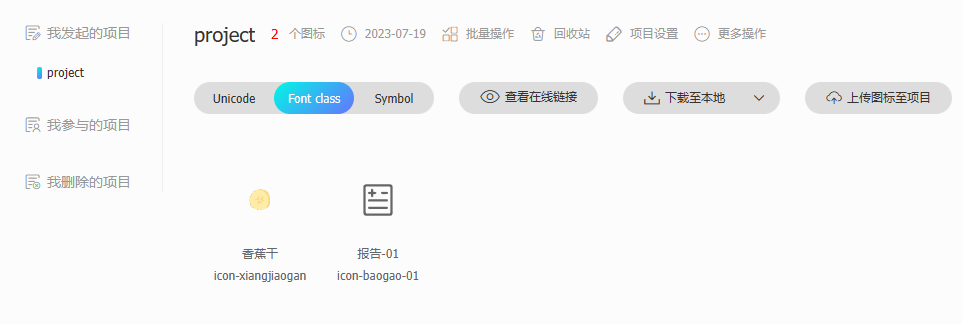 我发起的项目
project
我参与的项目
我删除的项目
project 2 个图标 2023-07-19 批量操作 回收站 项目设置 更多操作
Unicode Font class Symbol 查看在线链接 下载至本地 上传图标至项目
香蕉干 报告-01
icon-xiangjiaogan icon-baogao-01